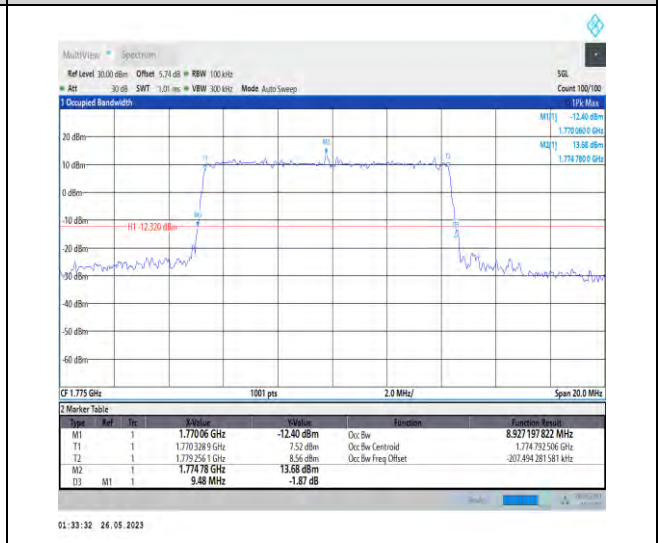 MultiView Spectrum
Ref Level 30.00 dBm Offset 5.74 dB RBW 100 kHz SGL
Att 30 dB SWT 1.01 ms VBW 300 kHz Mode Auto Sweep Count 100/100
1 Occupied Bandwidth 1Pk Max
M1[1] -12.40 dBm
1.770 060 0 GHz
M2[1] 13.68 dBm
1.774 780 0 GHz
20 dBm
M2
T1
T2
10 dBm
0 dBm
M1
-10 dBm
H1 -12.320 dBm
D3
-20 dBm
-30 dBm
-40 dBm
-50 dBm
-60 dBm
CF 1.775 GHz 1001 pts 2.0 MHz/ Span 20.0 MHz
2 Marker Table
Type Ref Trc X-Value Y-Value Function Function Result
M1 1 1.77006 GHz -12.40 dBm Occ Bw 8.927 197 822 MHz
T1 1 1.770 328 9 GHz 7.52 dBm Occ Bw Centroid 1.774 792 506 GHz
T2 1 1.779 256 1 GHz 8.56 dBm Occ Bw Freq Offset -207.494 281 581 kHz
M2 1 1.774 78 GHz 13.68 dBm
D3 M1 1 9.48 MHz -1.87 dB
01:33:32 26.05.2023